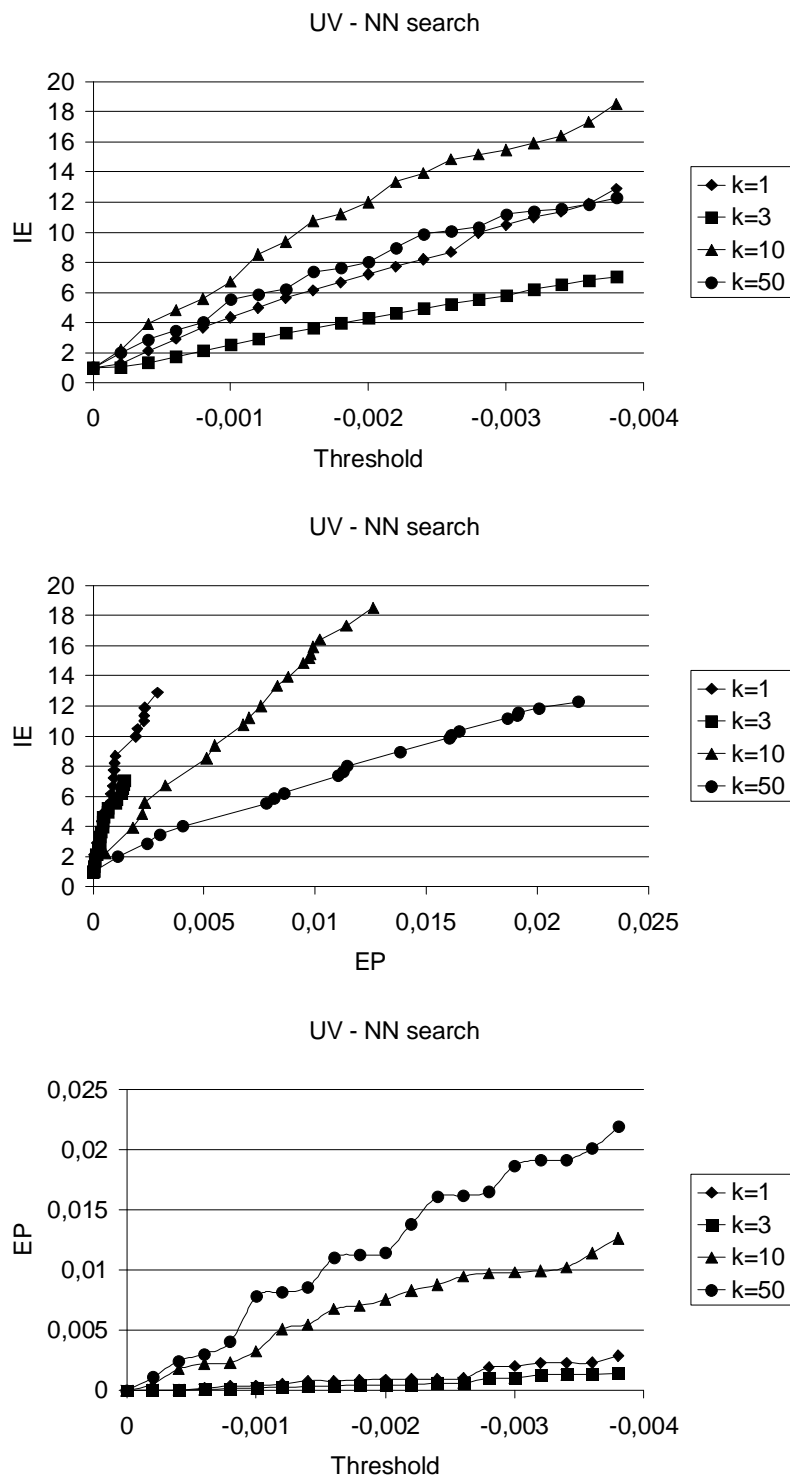 UV - NN search
20
18
16
14
12
10
8
6
4
2
0
IE
0 -0,001 -0,002 -0,003 -0,004
Threshold
k=1
k=3
k=10
k=50
UV - NN search
20
18
16
14
12
10
8
6
4
2
0
IE
0 0,005 0,01 0,015 0,02 0,025
EP
k=1
k=3
k=10
k=50
UV - NN search
0,025
0,02
0,015
0,01
0,005
0
EP
0 -0,001 -0,002 -0,003 -0,004
Threshold
k=1
k=3
k=10
k=50